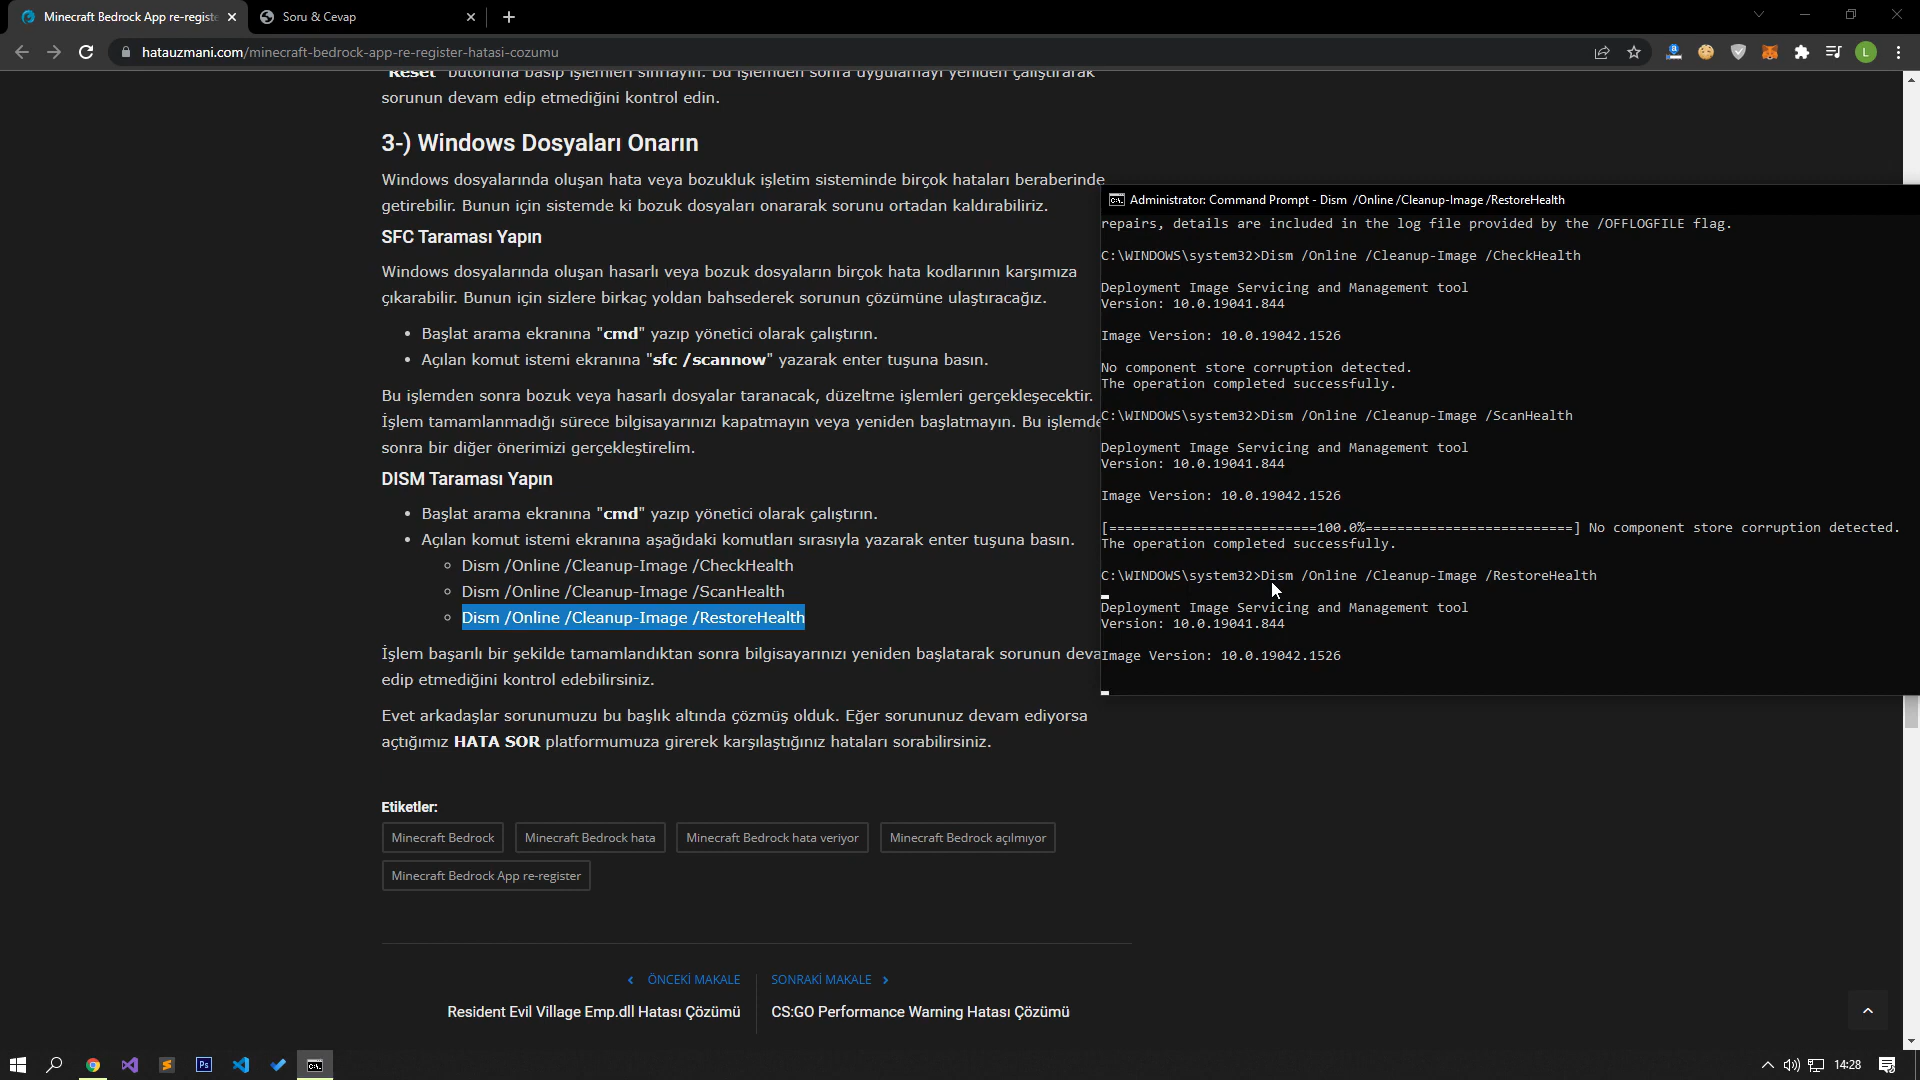 Minecraft Bedrock App re-registe
Soru & Cevap
hatauzmani.com/minecraft-bedrock-app-re-register-hatasi-cozumu
L
"Reset" butonuna basıp işlemleri sıfırlayın. Bu işlemden sonra uygulamayı yeniden çalıştırarak
sorunun devam edip etmediğini kontrol edin.
3-) Windows Dosyaları Onarın
Windows dosyalarında oluşan hata veya bozukluk işletim sisteminde birçok hataları beraberinde
getirebilir. Bunun için sistemde ki bozuk dosyaları onararak sorunu ortadan kaldırabiliriz.
SFC Taraması Yapın
Windows dosyalarında oluşan hasarlı veya bozuk dosyaların birçok hata kodlarının karşımıza
çıkarabilir. Bunun için sizlere birkaç yoldan bahsederek sorunun çözümüne ulaştıracağız.
• Başlat arama ekranına "cmd" yazıp yönetici olarak çalıştırın.
• Açılan komut istemi ekranına "sfc /scannow" yazarak enter tuşuna basın.
Bu işlemden sonra bozuk veya hasarlı dosyalar taranacak, düzeltme işlemleri gerçekleşecektir.
İşlem tamamlanmadığı sürece bilgisayarınızı kapatmayın veya yeniden başlatmayın. Bu işlemde
sonra bir diğer önerimizi gerçekleştirelim.
DISM Taraması Yapın
• Başlat arama ekranına "cmd" yazıp yönetici olarak çalıştırın.
• Açılan komut istemi ekranına aşağıdaki komutları sırasıyla yazarak enter tuşuna basın.
Dism /Online /Cleanup-Image /CheckHealth
Dism /Online /Cleanup-Image /ScanHealth
Dism /Online /Cleanup-Image /RestoreHealth
İşlem başarılı bir şekilde tamamlandıktan sonra bilgisayarınızı yeniden başlatarak sorunun deva
edip etmediğini kontrol edebilirsiniz.
Evet arkadaşlar sorunumuzu bu başlık altında çözmüş olduk. Eğer sorununuz devam ediyorsa
açtığımız HATA SOR platformumuza girerek karşılaştığınız hataları sorabilirsiniz.
Etiketler:
Minecraft Bedrock
Minecraft Bedrock hata
Minecraft Bedrock hata veriyor
Minecraft Bedrock açılmıyor
Minecraft Bedrock App re-register
ÖNCEKİ MAKALE
Resident Evil Village Emp.dll Hatası Çözümü
SONRAKİ MAKALE
CS:GO Performance Warning Hatası Çözümü
Administrator: Command Prompt - Dism  /Online /Cleanup-Image /RestoreHealth
repairs, details are included in the log file provided by the /OFFLOGFILE flag.
C:\WINDOWS\system32>Dism /Online /Cleanup-Image /CheckHealth
Deployment Image Servicing and Management tool
Version: 10.0.19041.844
Image Version: 10.0.19042.1526
No component store corruption detected.
The operation completed successfully.
C:\WINDOWS\system32>Dism /Online /Cleanup-Image /ScanHealth
Deployment Image Servicing and Management tool
Version: 10.0.19041.844
Image Version: 10.0.19042.1526
[===========================100.0%==========================] No component store corruption detected.
The operation completed successfully.
C:\WINDOWS\system32>Dism /Online /Cleanup-Image /RestoreHealth
Deployment Image Servicing and Management tool
Version: 10.0.19041.844
Image Version: 10.0.19042.1526
Ps
14:28